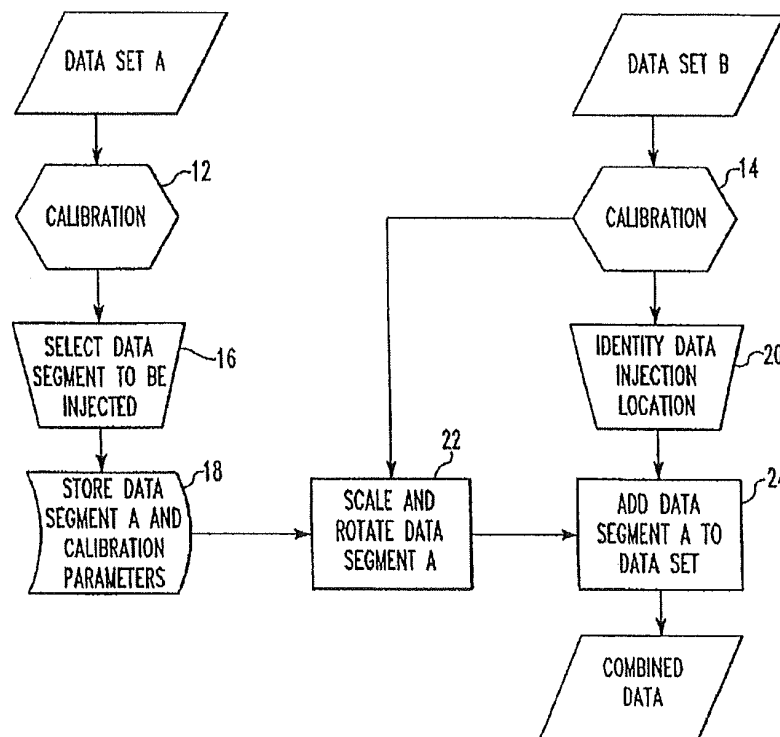 DATA SET A
12
CALIBRATION
SELECT DATA
SEGMENT TO BE
INJECTED
16
18
STORE DATA
SEGMENT A AND
CALIBRATION
PARAMETERS
22
SCALE AND
ROTATE DATA
SEGMENT A
DATA SET B
14
CALIBRATION
IDENTITY DATA
INJECTION
LOCATION
20
24
ADD DATA
SEGMENT A TO
DATA SET
COMBINED
DATA